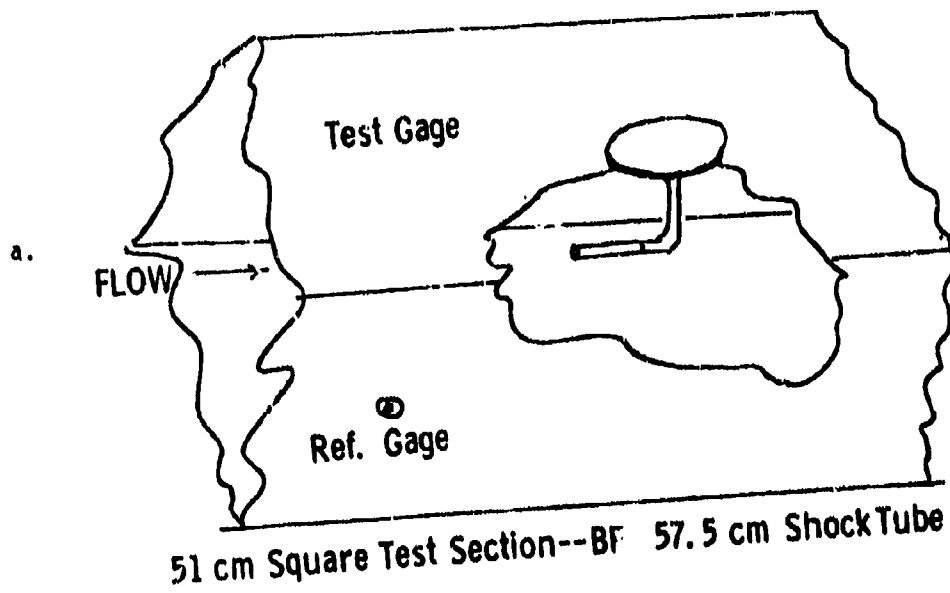 Test Gage
a.
FLOW
Ref. Gage
51 cm Square Test Section--BF 57.5 cm Shock Tube